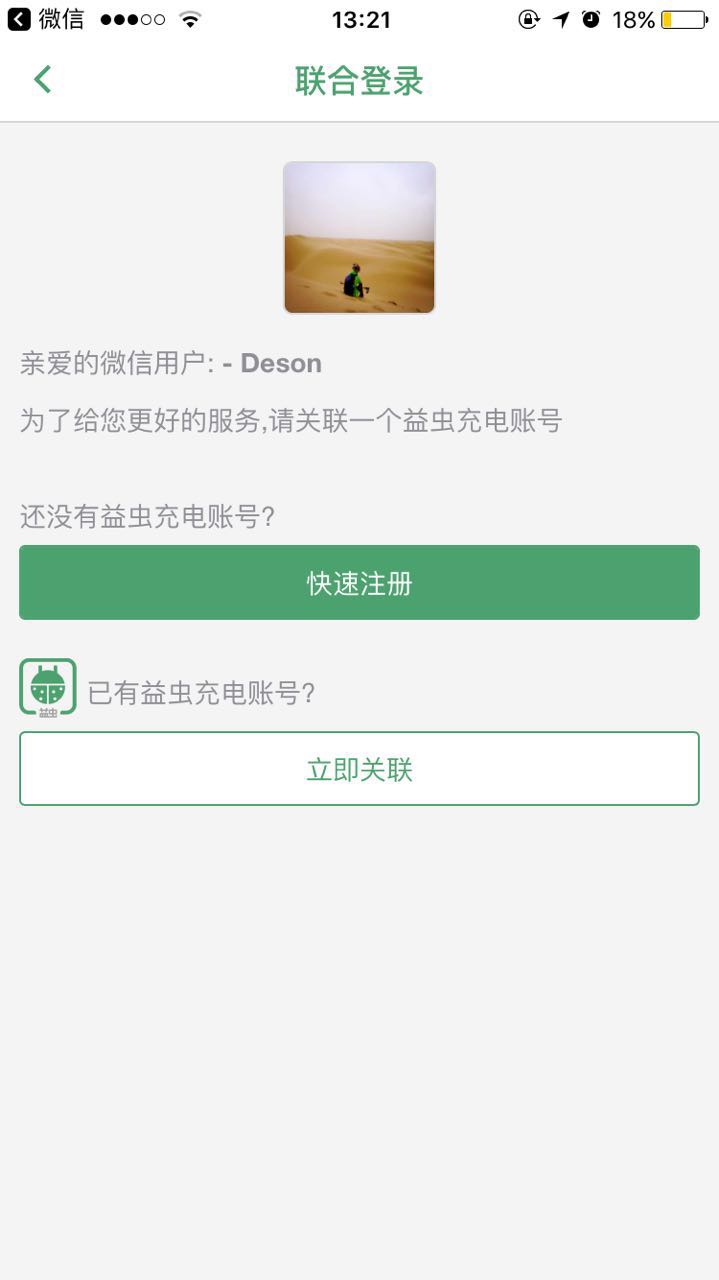 微信 13:21 18%
联合登录
亲爱的微信用户: - Deson
为了给您更好的服务,请关联一个益虫充电账号
还没有益虫充电账号?
快速注册
益虫
已有益虫充电账号?
立即关联